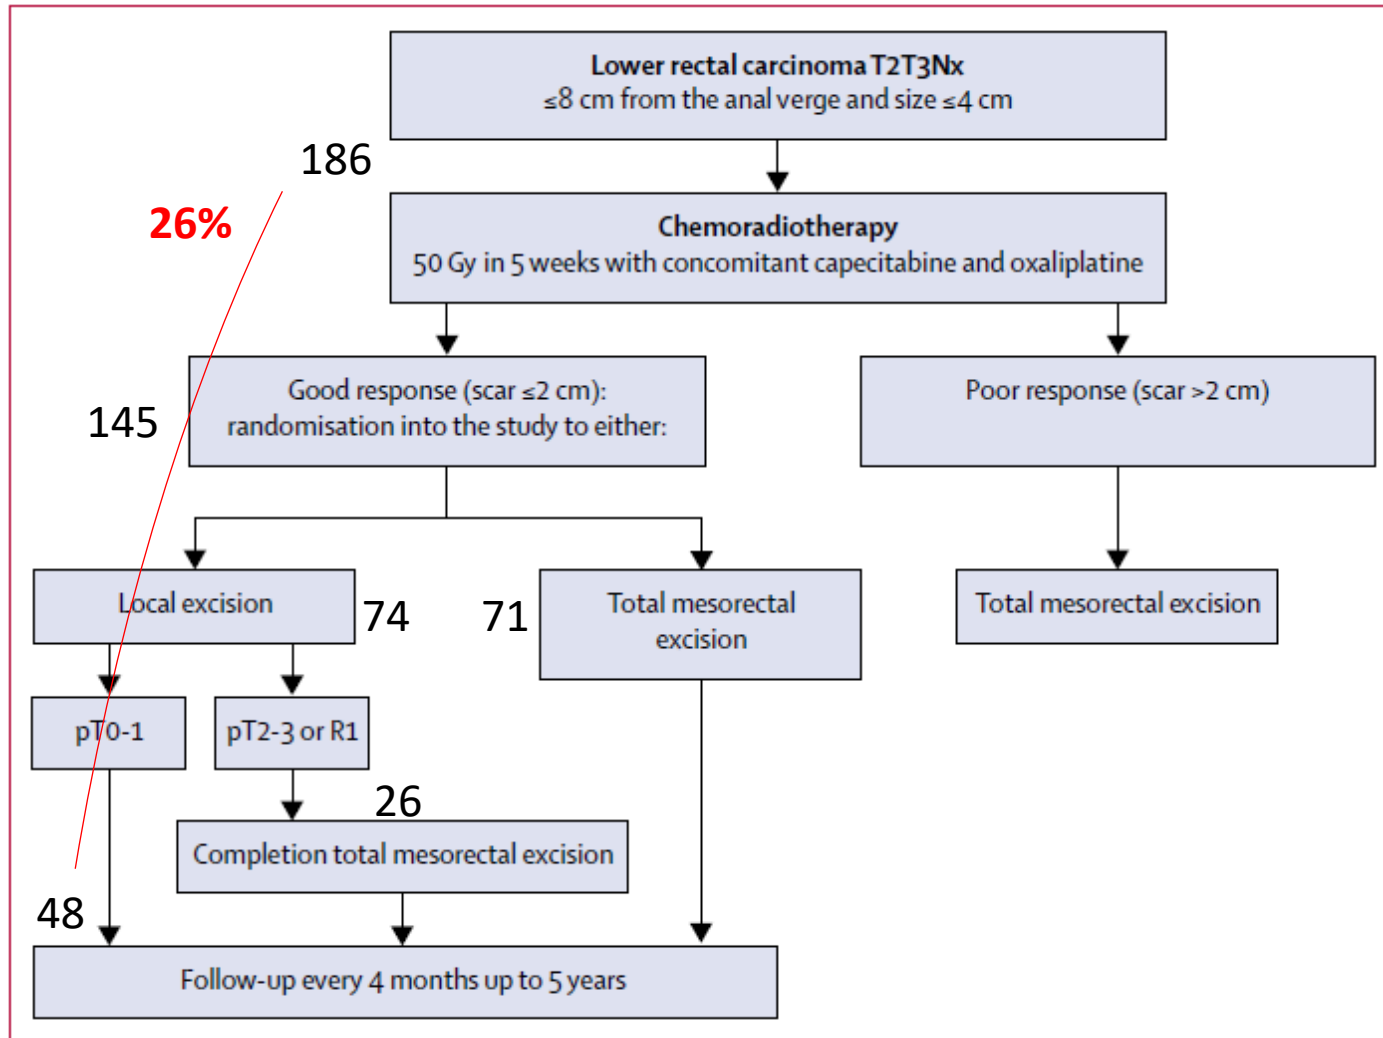 Lower rectal carcinoma T2T3Nx
≤8 cm from the anal verge and size ≤4 cm
186
26%
Chemoradiotherapy
50 Gy in 5 weeks with concomitant capecitabine and oxaliplatine
145
Good response (scar ≤2 cm):
randomisation into the study to either:
Poor response (scar >2 cm)
Local excision
74
71
Total mesorectal
excision
Total mesorectal excision
pT0-1
pT2-3 or R1
26
Completion total mesorectal excision
48
Follow-up every 4 months up to 5 years